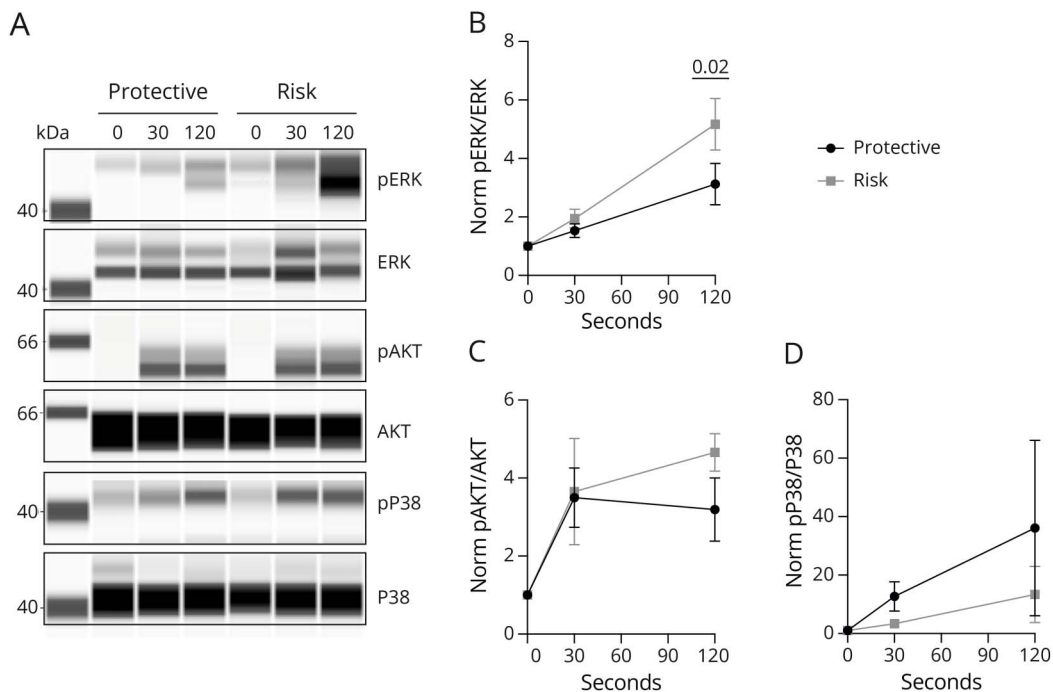 A
Protective Risk
kDa 0 30 120 0 30 120
40 pERK
40 ERK
66 pAKT
66 AKT
40 pP38
40 P38
B
Norm pERK/ERK
8
6
4
2
0
0.02
0 30 60 90 120
Seconds
Protective
Risk
C
Norm pAKT/AKT
6
4
2
0
0 30 60 90 120
Seconds
D
Norm pP38/P38
80
60
40
20
0
0 30 60 90 120
Seconds